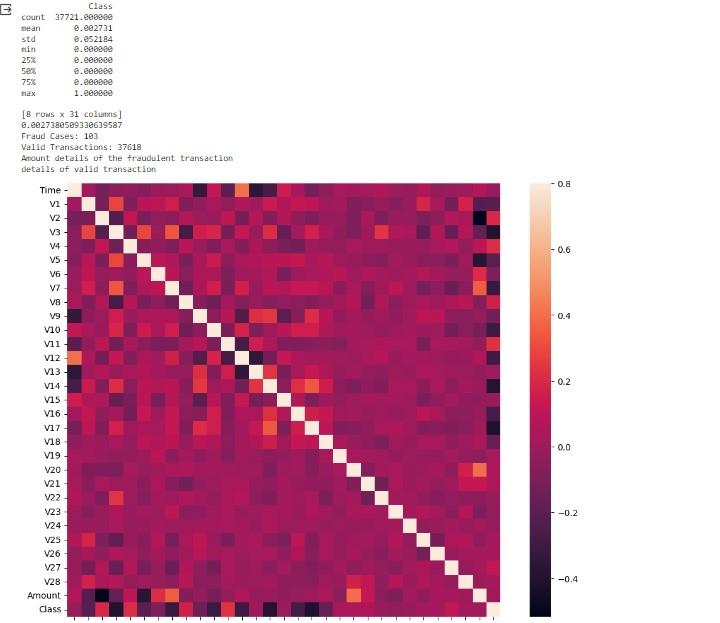 Class
count 37721.000000
mean 0.002731
std 0.052184
min 0.000000
25% 0.000000
50% 0.000000
75% 0.000000
max 1.000000
[8 rows x 31 columns]
0.0027380509330639587
Fraud Cases: 103
Valid Transactions: 37618
Amount details of the fraudulent transaction
details of valid transaction
Time
V1
V2
V3
V4
V5
V6
V7
V8
V9
V10
V11
V12
V13
V14
V15
V16
V17
V18
V19
V20
V21
V22
V23
V24
V25
V26
V27
V28
Amount
Class
0.8
0.6
0.4
0.2
0.0
−0.2
−0.4